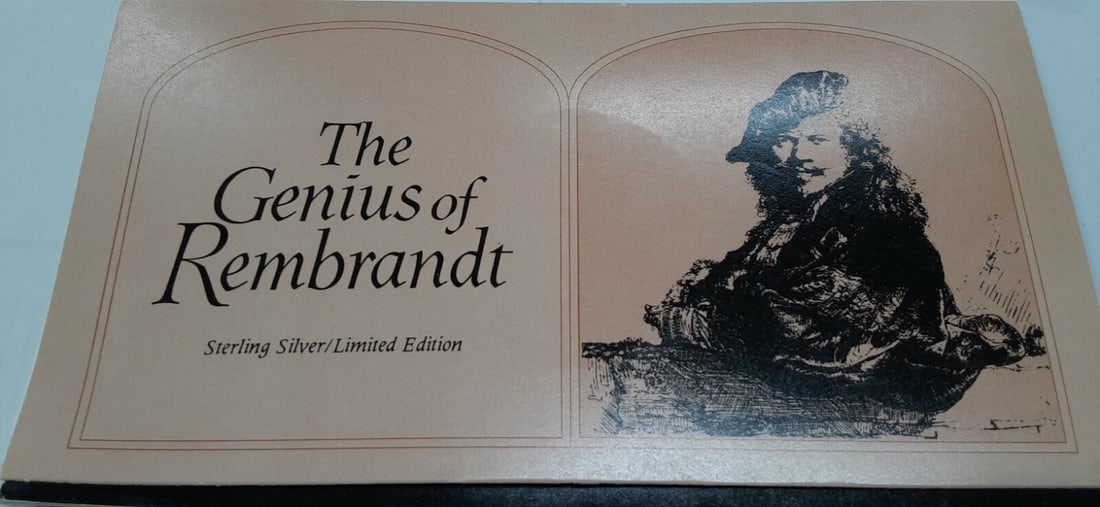 The
Genius of
Rembrandt
Sterling Silver/Limited Edition